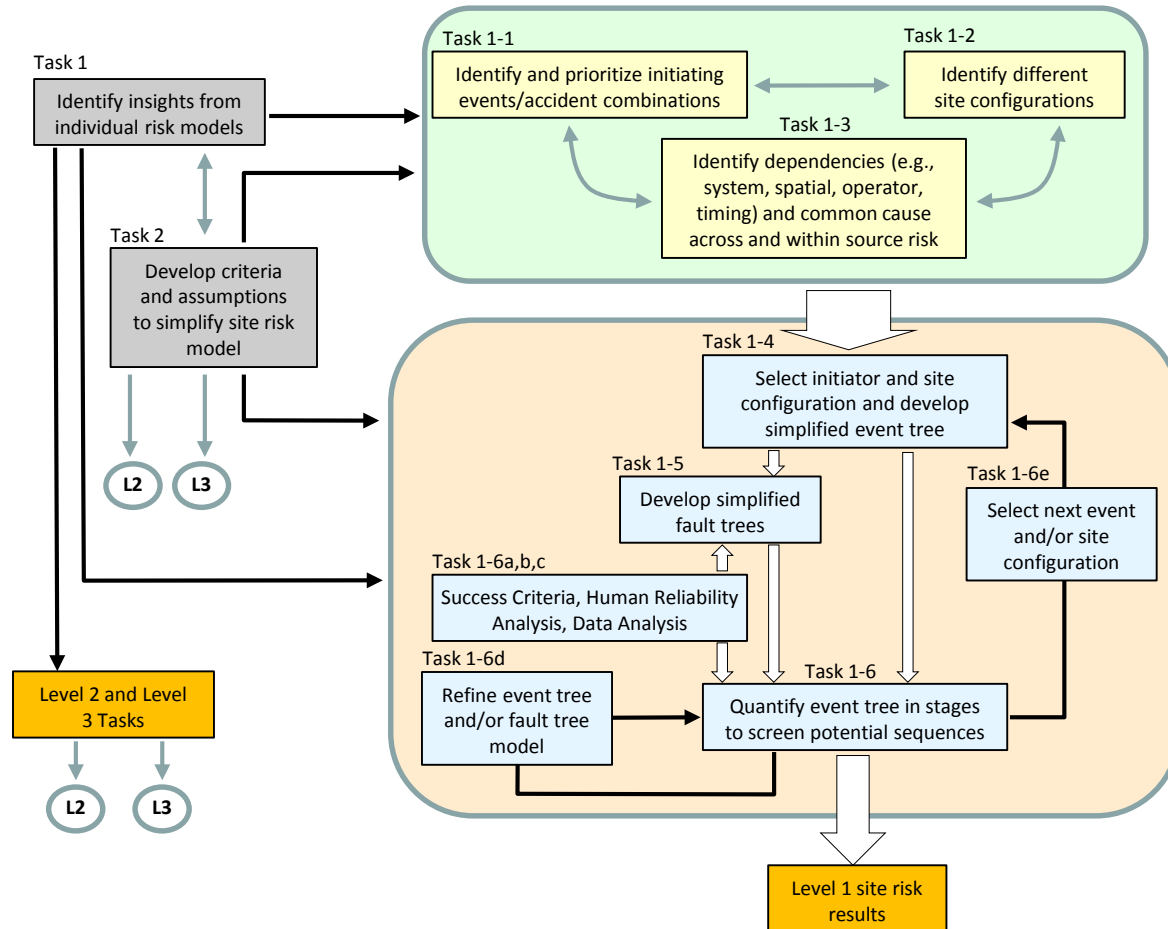 Task 1
Identify insights from
individual risk models
Task 1-1
Identify and prioritize initiating
events/accident combinations
Task 1-2
Identify different
site configurations
Task 1-3
Identify dependencies (e.g.,
system, spatial, operator,
timing) and common cause
across and within source risk
Task 2
Develop criteria
and assumptions
to simplify site risk
model
L2
L3
Task 1-4
Select initiator and site
configuration and develop
simplified event tree
Task 1-5
Develop simplified
fault trees
Task 1-6e
Select next event
and/or site
configuration
Task 1-6a,b,c
Success Criteria, Human Reliability
Analysis, Data Analysis
Task 1-6d
Refine event tree
and/or fault tree
model
Task 1-6
Quantify event tree in stages
to screen potential sequences
Level 2 and Level
3 Tasks
L2
L3
Level 1 site risk
results